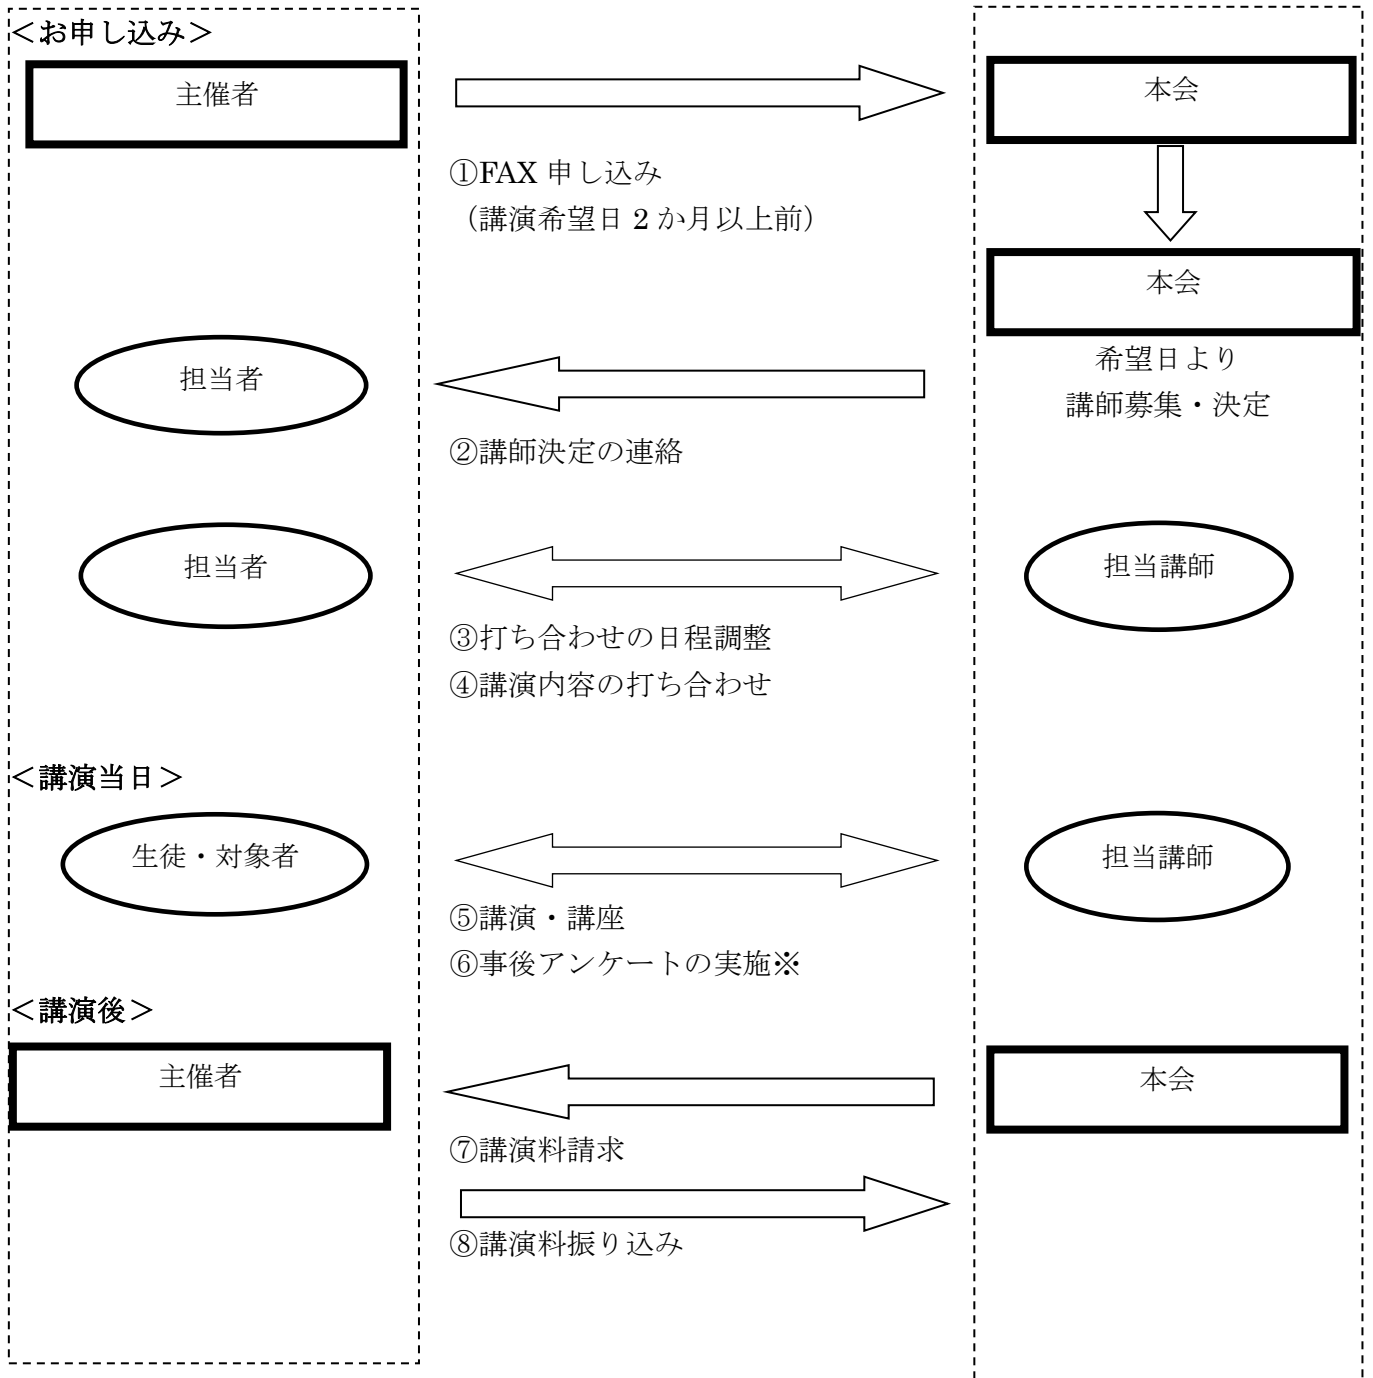 ＜お申し込み＞
主催者
本会
①FAX 申し込み
（講演希望日 2 か月以上前）
本会
希望日より
講師募集・決定
担当者
②講師決定の連絡
担当者
担当講師
③打ち合わせの日程調整
④講演内容の打ち合わせ
＜講演当日＞
生徒・対象者
担当講師
⑤講演・講座
⑥事後アンケートの実施※
＜講演後＞
主催者
本会
⑦講演料請求
⑧講演料振り込み